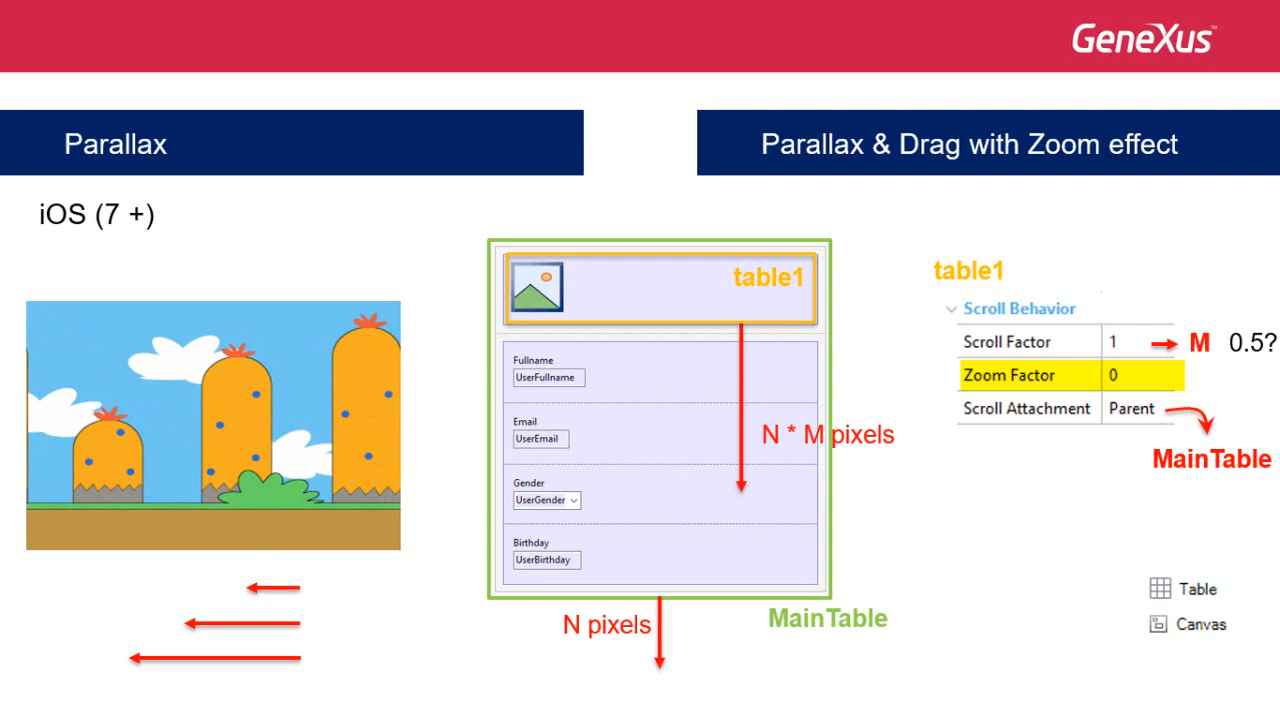 GeneXus™
Parallax
Parallax & Drag with Zoom effect
iOS (7 +)
table1
Fullname
UserFullname
Email
UserEmail
Gender
UserGender
Birthday
UserBirthday
N * M pixels
N pixels
MainTable
table1
Scroll Behavior
Scroll Factor 1 M 0.5?
Zoom Factor 0
Scroll Attachment Parent
MainTable
Table
Canvas